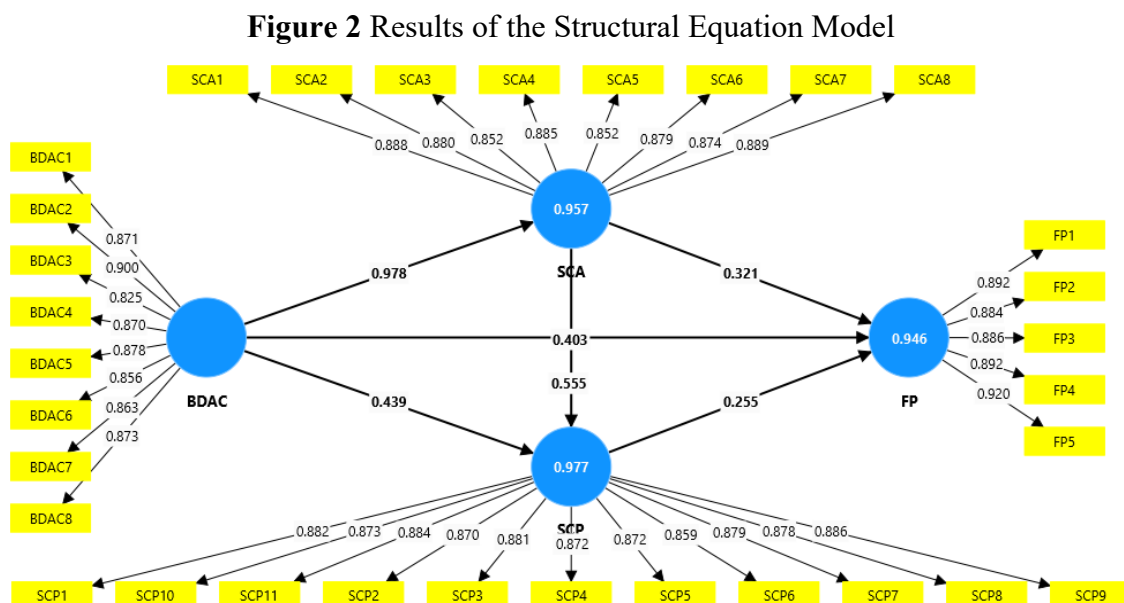 Figure 2 Results of the Structural Equation Model
SCA1 SCA2 SCA3 SCA4 SCA5 SCA6 SCA7 SCA8
0.888 0.880 0.852 0.885 0.852 0.879 0.874 0.889
BDAC1
BDAC2
BDAC3
BDAC4
BDAC5
BDAC6
BDAC7
BDAC8
0.871
0.900
0.825
0.870
0.878
0.856
0.863
0.873
BDAC
0.957
SCA
0.978
0.321
0.403
0.555
0.439
0.255
0.946
FP
0.892
0.884
0.886
0.892
0.920
FP1
FP2
FP3
FP4
FP5
0.977
SCP
0.882 0.873 0.884 0.870 0.881 0.872 0.872 0.859 0.879 0.878 0.886
SCP1 SCP10 SCP11 SCP2 SCP3 SCP4 SCP5 SCP6 SCP7 SCP8 SCP9